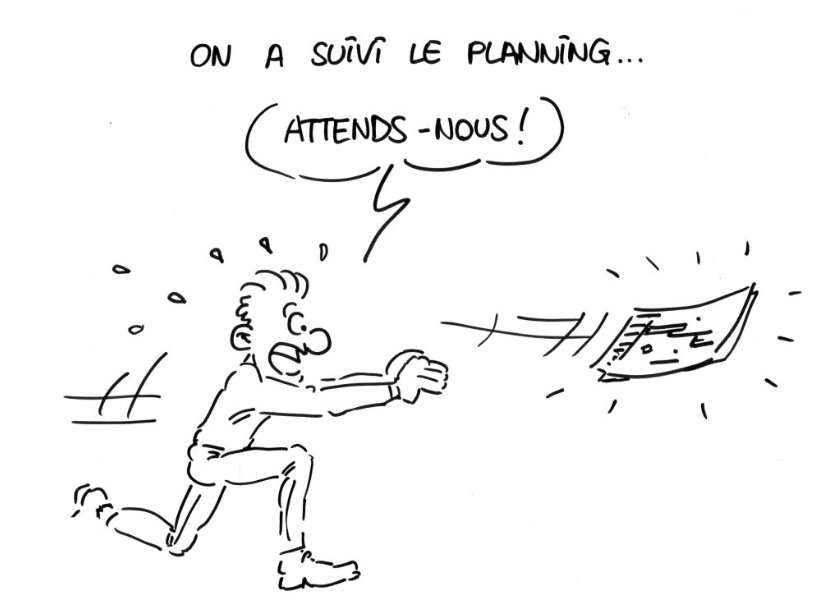 ON A SUIVI LE PLANNING...
ATTENDS-NOUS!